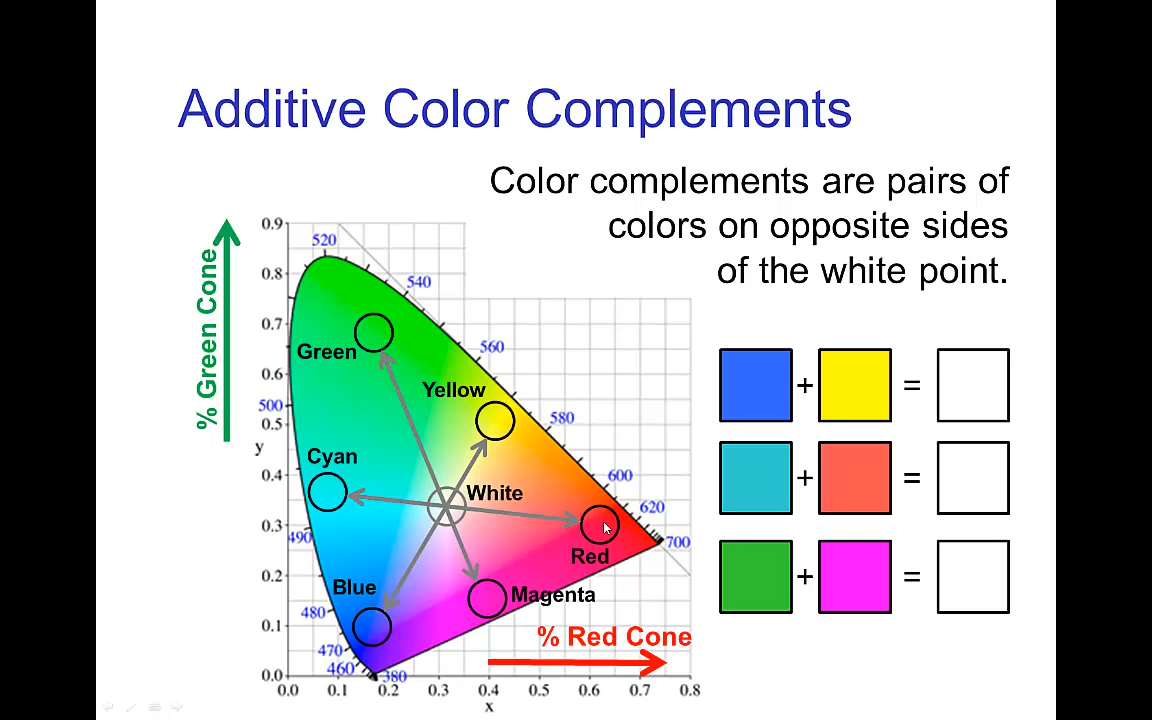 Additive Color Complements
Color complements are pairs of
colors on opposite sides
of the white point.
% Green Cone
0.9
0.8
0.7
0.6
0.5
0.4
0.3
0.2
0.1
0.0
y
520
540
560
580
600
620
700
500
490
480
470
460
380
Green
Yellow
Cyan
White
Red
Blue
Magenta
% Red Cone
0.0 0.1 0.2 0.3 0.4 0.5 0.6 0.7 0.8
x
+ =
+ =
+ =